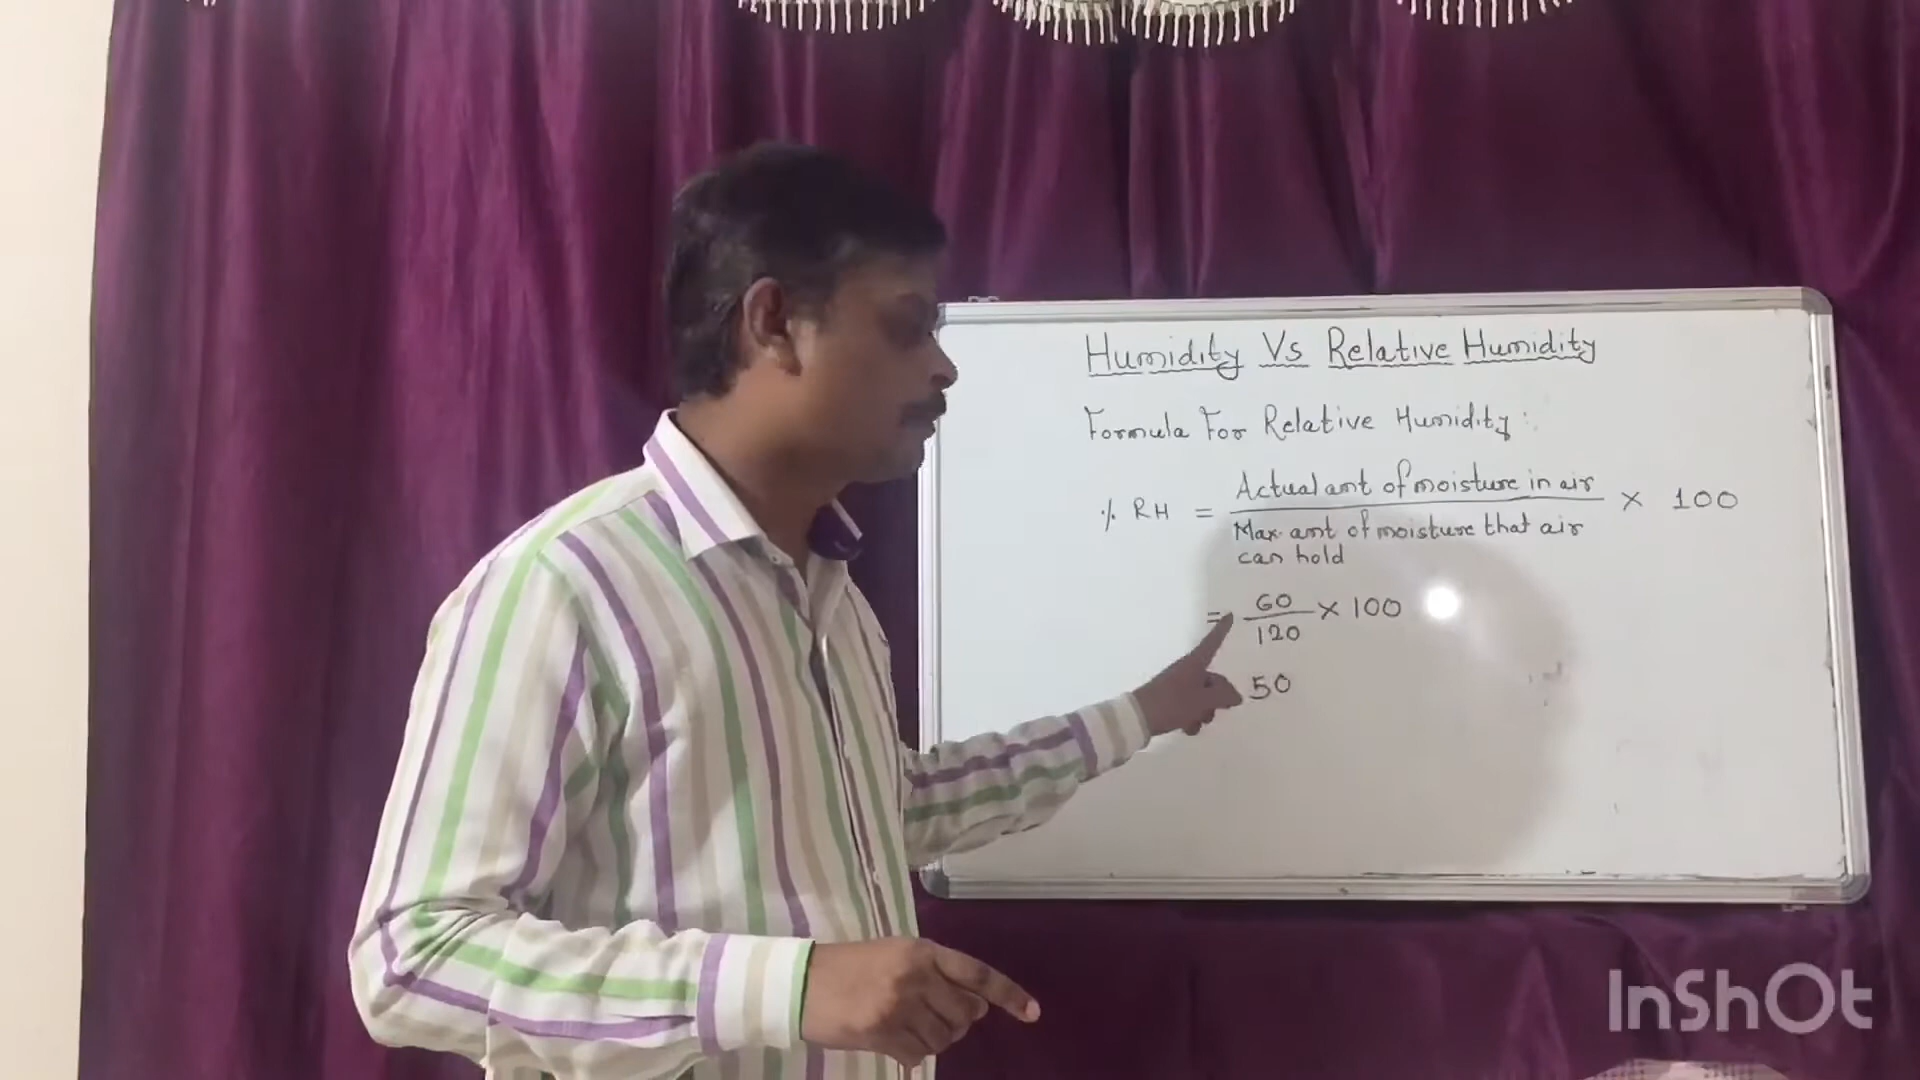 Humidity Vs Relative Humidity
Formula For Relative Humidity:
% RH = Actual amt of moisture in air / Max. amt of moisture that air can hold × 100
= 60/120 × 100
50
InShOt